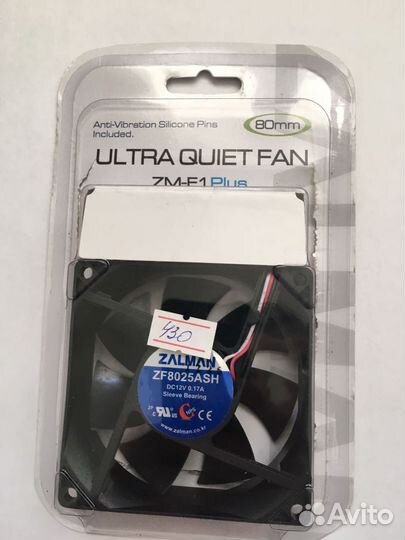 Anti-Vibration Silicone Pins
Included.
80mm
ULTRA QUIET FAN
ZM-F1 Plus
430
ZALMAN
ZF8025ASH
DC12V 0.17A
Sleeve Bearing
CE
www.zalman.co.kr
Avito